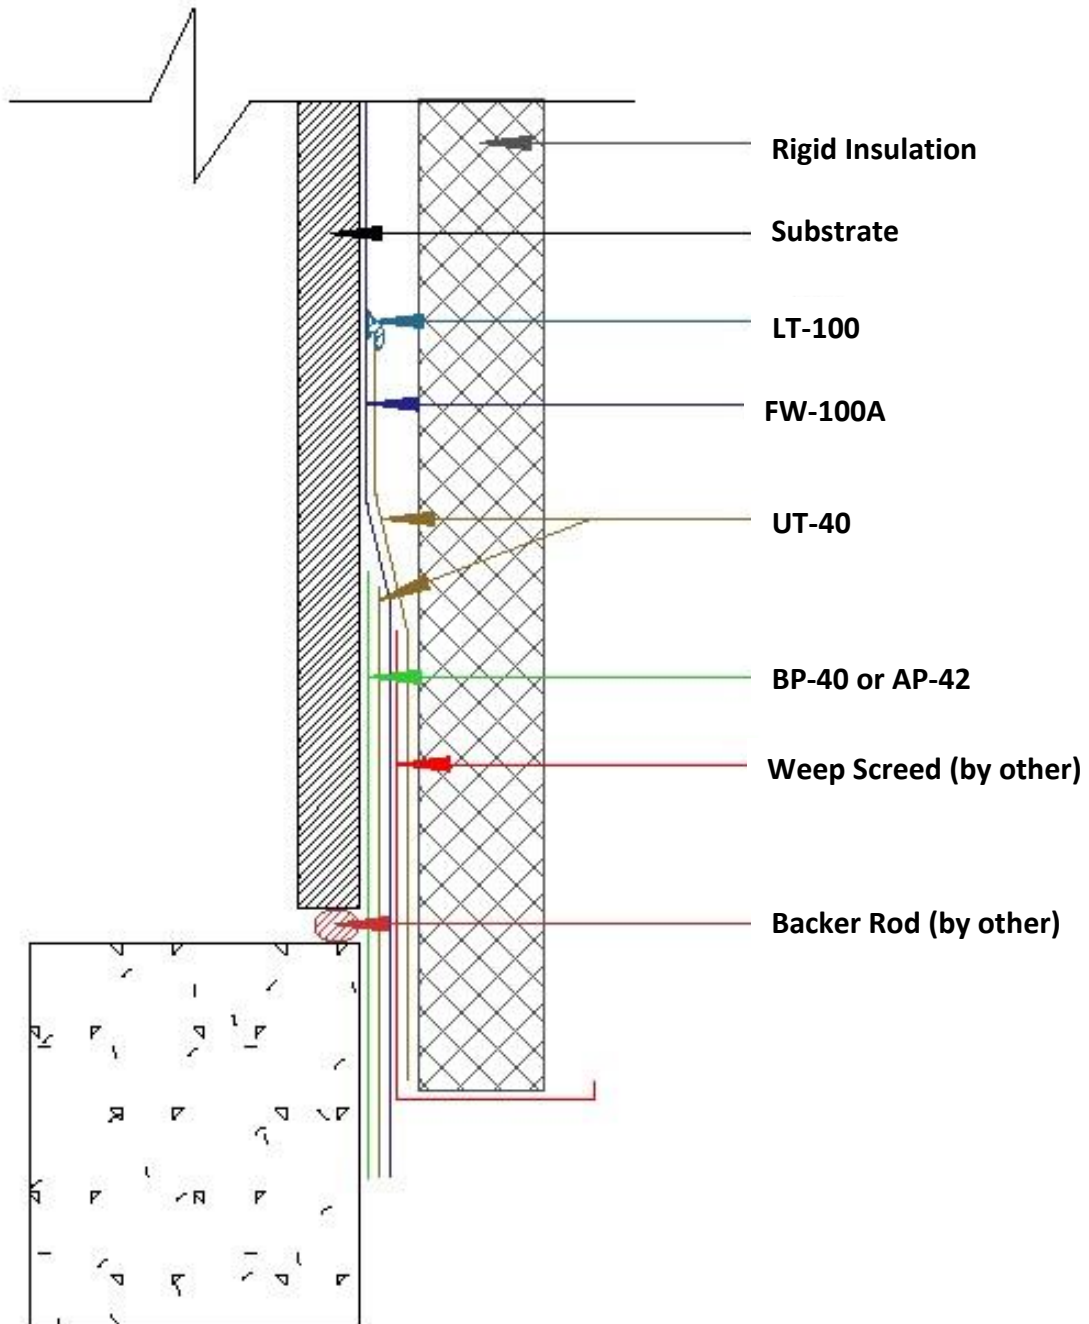 Rigid Insulation
Substrate
LT-100
FW-100A
UT-40
BP-40 or AP-42
Weep Screed (by other)
Backer Rod (by other)